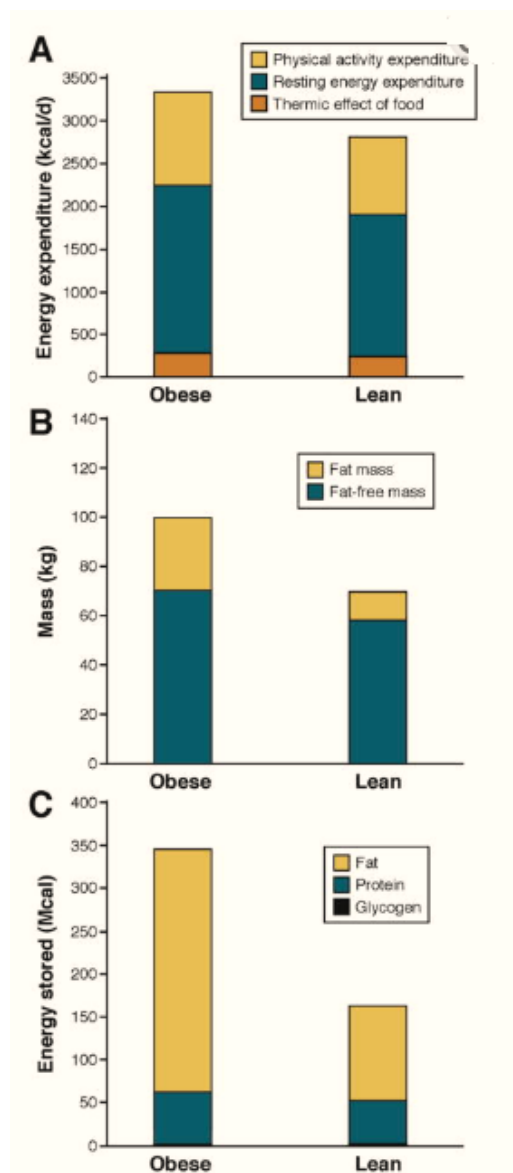 A
Physical activity expenditure
Resting energy expenditure
Thermic effect of food
Energy expenditure (kcal/d)
3500
3000
2500
2000
1500
1000
500
0
Obese
Lean
B
Fat mass
Fat-free mass
Mass (kg)
140
120
100
80
60
40
20
0
Obese
Lean
C
Fat
Protein
Glycogen
Energy stored (Mcal)
400
350
300
250
200
150
100
50
0
Obese
Lean